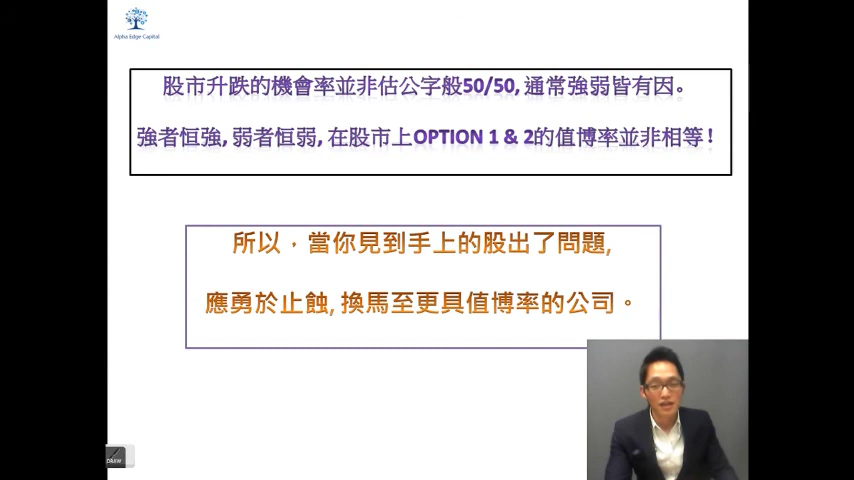 Alpha Edge Capital
股市升跌的機會率並非估公字般50/50, 通常強弱皆有因。
強者恒強, 弱者恒弱, 在股市上OPTION 1 & 2的值博率並非相等!
所以，當你見到手上的股出了問題,
應勇於止蝕, 換馬至更具值博率的公司。
DRAW